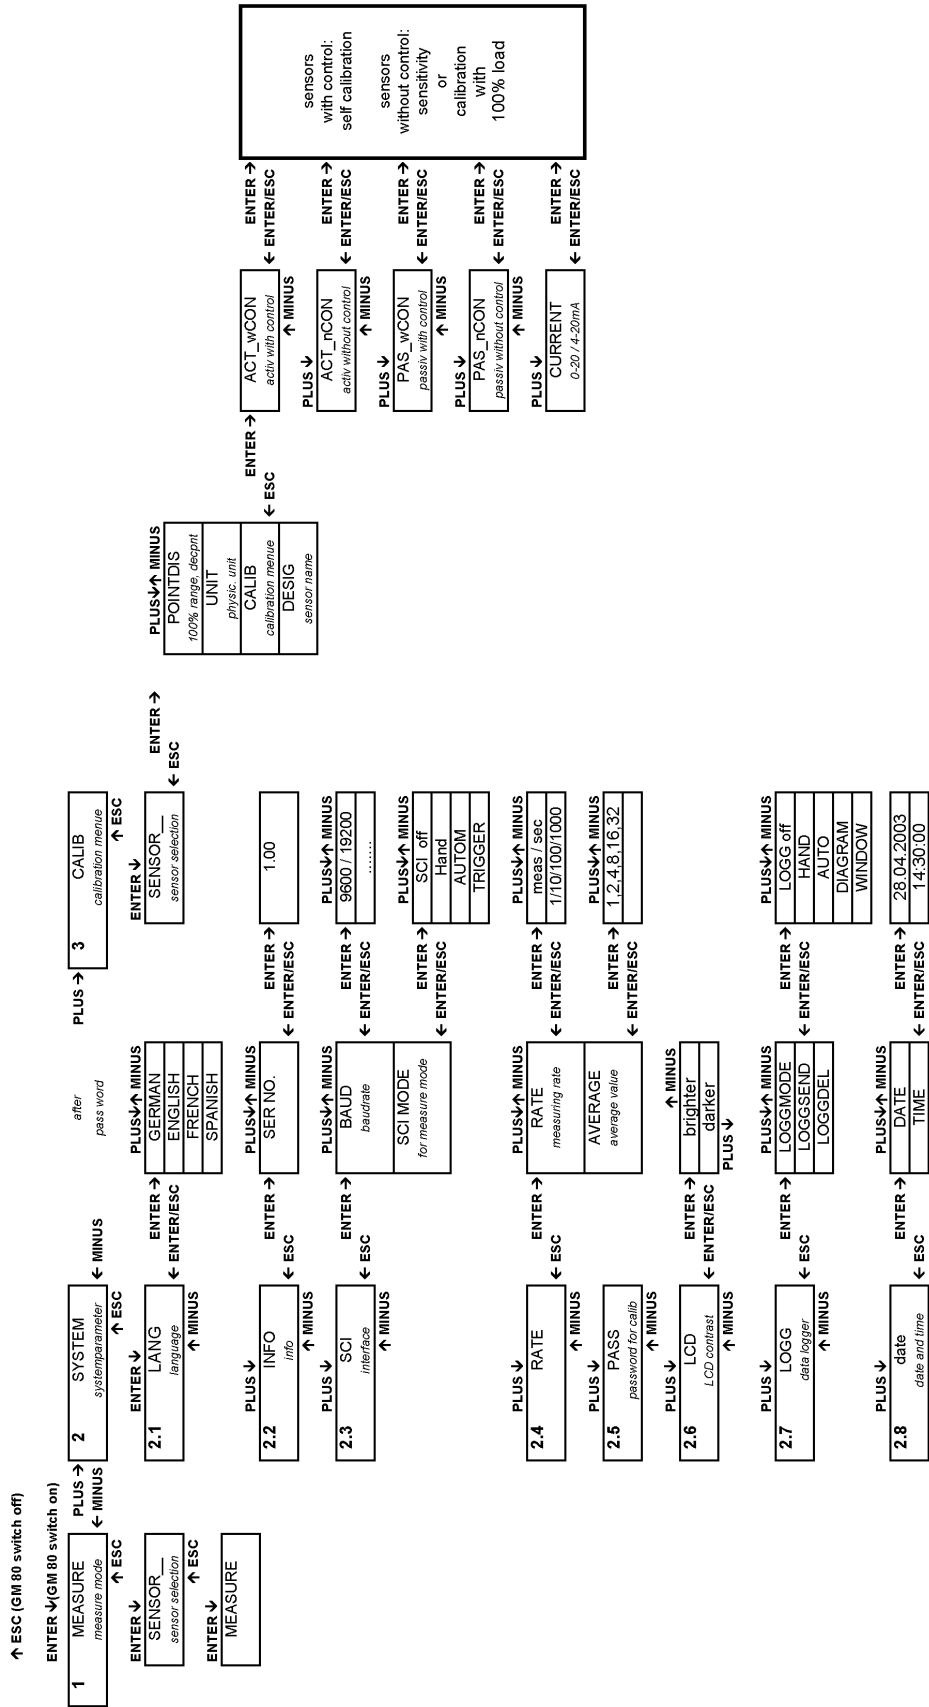 ↑ ESC (GM 80 switch off)
ENTER ↓(GM 80 switch on)
1 MEASURE
measure mode
PLUS →
← MINUS
↑ ESC
ENTER ↓
SENSOR__
sensor selection
↑ ESC
ENTER ↓
MEASURE
2 SYSTEM
systemparameter
← MINUS
↑ ESC
ENTER ↓
2.1 LANG
language
↑ MINUS
ENTER →
← ENTER/ESC
PLUS↓↑ MINUS
GERMAN
ENGLISH
FRENCH
SPANISH
PLUS ↓
2.2 INFO
info
↑ MINUS
ENTER →
← ESC
PLUS↓↑ MINUS
SER NO.
ENTER →
← ENTER/ESC
1.00
PLUS ↓
2.3 SCI
interface
↑ MINUS
ENTER →
← ESC
PLUS↓↑ MINUS
BAUD
baudrate
SCI MODE
for measure mode
ENTER →
← ENTER/ESC
PLUS↓↑ MINUS
9600 / 19200
.......
ENTER →
← ENTER/ESC
PLUS↓↑ MINUS
SCI off
Hand
AUTOM
TRIGGER
PLUS ↓
2.4 RATE
↑ MINUS
ENTER →
← ESC
PLUS↓↑ MINUS
RATE
measuring rate
AVERAGE
average value
ENTER →
← ENTER/ESC
PLUS↓↑ MINUS
meas / sec
1/10/100/1000
ENTER →
← ENTER/ESC
PLUS↓↑ MINUS
1,2,4,8,16,32
PLUS ↓
2.5 PASS
password for calib
↑ MINUS
PLUS ↓
2.6 LCD
LCD contrast
↑ MINUS
ENTER →
← ENTER/ESC
↑ MINUS
brighter
darker
PLUS ↓
PLUS ↓
2.7 LOGG
data logger
↑ MINUS
ENTER →
← ESC
PLUS↓↑ MINUS
LOGGMODE
LOGGSEND
LOGGDEL
ENTER →
← ENTER/ESC
PLUS↓↑ MINUS
LOGG off
HAND
AUTO
DIAGRAM
WINDOW
PLUS ↓
2.8 date
date and time
ENTER →
← ESC
PLUS↓↑ MINUS
DATE
TIME
ENTER →
← ENTER/ESC
28.04.2003
14:30:00
after
pass word
PLUS →
3 CALIB
calibration menue
↑ ESC
ENTER ↓
SENSOR__
sensor selection
ENTER →
← ESC
PLUS↓↑ MINUS
POINTDIS
100% range, decpnt
UNIT
physic. unit
CALIB
calibration menue
DESIG
sensor name
ENTER →
← ESC
ACT_wCON
activ with control
↑ MINUS
ENTER →
← ENTER/ESC
PLUS ↓
ACT_nCON
activ without control
↑ MINUS
ENTER →
← ENTER/ESC
PLUS ↓
PAS_wCON
passiv with control
↑ MINUS
ENTER →
← ENTER/ESC
PLUS ↓
PAS_nCON
passiv without control
↑ MINUS
ENTER →
← ENTER/ESC
PLUS ↓
CURRENT
0-20 / 4-20mA
ENTER →
← ENTER/ESC
sensors
with control:
self calibration
sensors
without control:
sensitivity
or
calibration
with
100% load